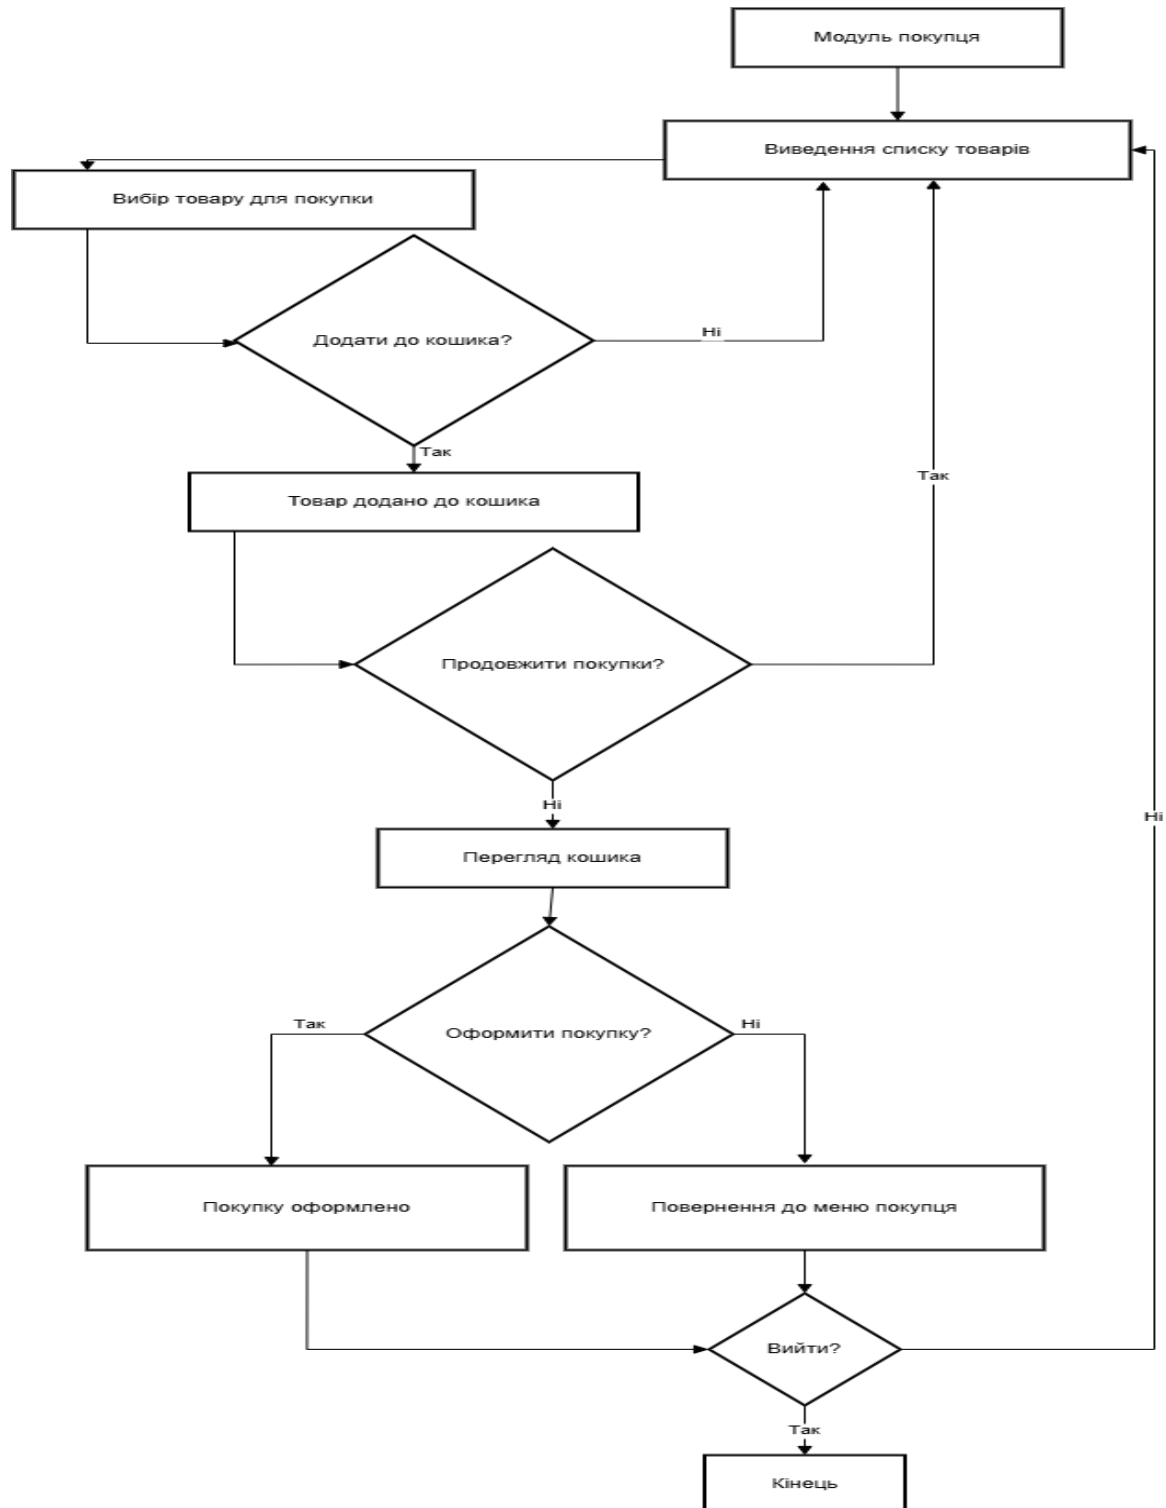 Модуль покупця
Виведення списку товарів
Вибір товару для покупки
Додати до кошика?
Ні
Так
Товар додано до кошика
Так
Продовжити покупки?
Ні
Ні
Перегляд кошика
Так
Ні
Оформити покупку?
Покупку оформлено
Повернення до меню покупця
Вийти?
Так
Кінець